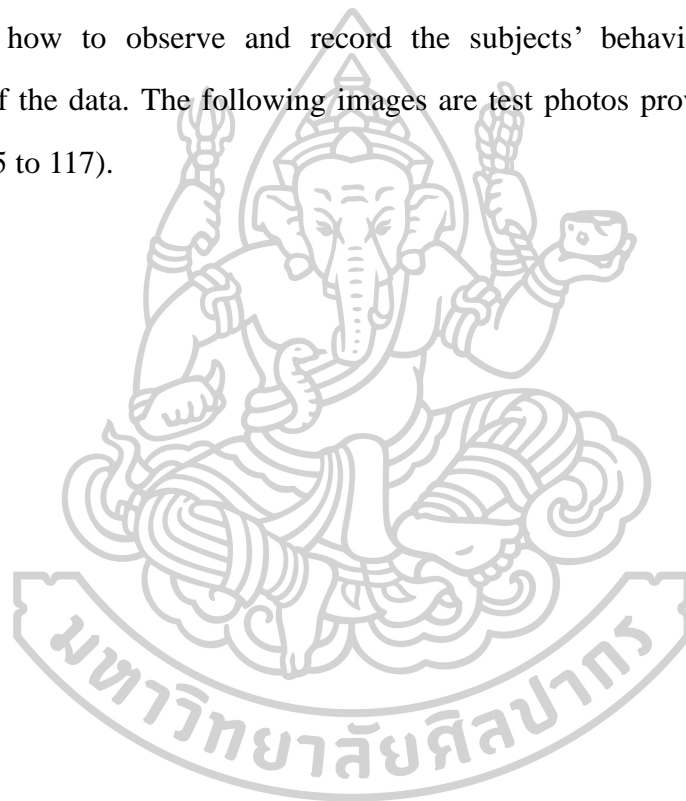 how to observe and record the subjects’ behavi
f the data. The following images are test photos prov
5 to 117).
มหาวิทยาลัยศิลปากร